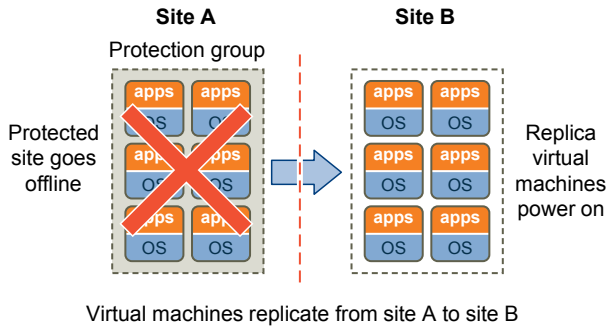 Site A
Site B
Protection group
apps apps
OS OS
apps apps
OS OS
apps apps
OS OS
Protected
site goes
offline
apps apps
OS OS
apps apps
OS OS
apps apps
OS OS
Replica
virtual
machines
power on
Virtual machines replicate from site A to site B